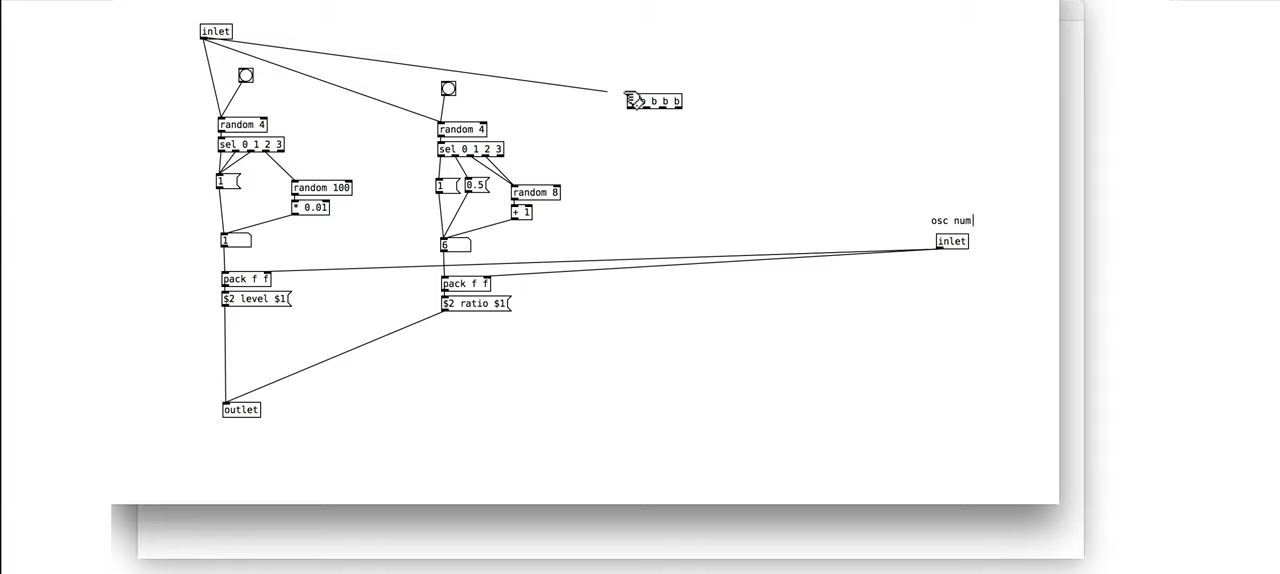 inlet
b b b
random 4
random 4
sel 0 1 2 3
sel 0 1 2 3
1
random 100
1
0.5
random 8
* 0.01
+ 1
osc num
1
6
inlet
pack f f
pack f f
$2 level $1
$2 ratio $1
outlet